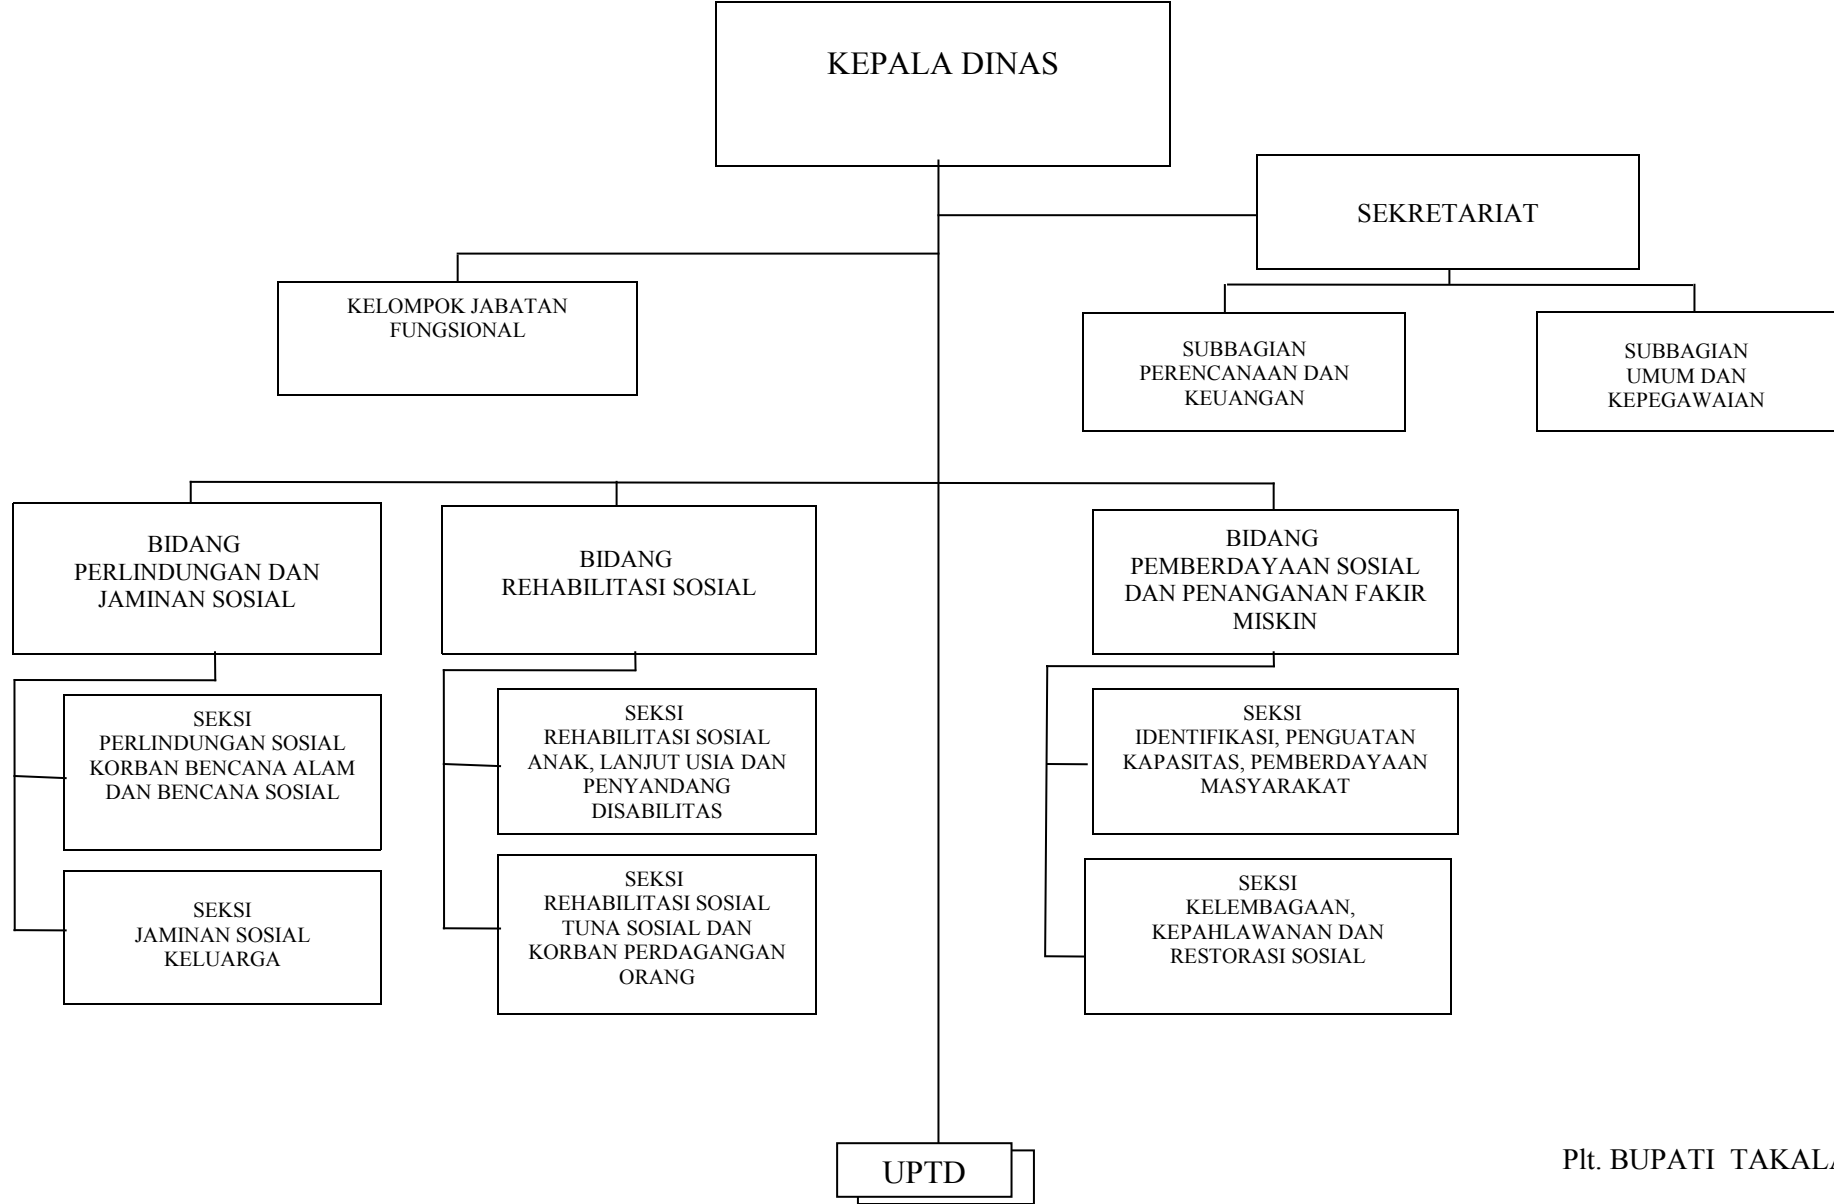 KEPALA DINAS
SEKRETARIAT
KELOMPOK JABATAN
FUNGSIONAL
SUBBAGIAN
PERENCANAAN DAN
KEUANGAN
SUBBAGIAN
UMUM DAN
KEPEGAWAIAN
BIDANG
PERLINDUNGAN DAN
JAMINAN SOSIAL
BIDANG
REHABILITASI SOSIAL
BIDANG
PEMBERDAYAAN SOSIAL
DAN PENANGANAN FAKIR
MISKIN
SEKSI
PERLINDUNGAN SOSIAL
KORBAN BENCANA ALAM
DAN BENCANA SOSIAL
SEKSI
REHABILITASI SOSIAL
ANAK, LANJUT USIA DAN
PENYANDANG
DISABILITAS
SEKSI
IDENTIFIKASI, PENGUATAN
KAPASITAS, PEMBERDAYAAN
MASYARAKAT
SEKSI
JAMINAN SOSIAL
KELUARGA
SEKSI
REHABILITASI SOSIAL
TUNA SOSIAL DAN
KORBAN PERDAGANGAN
ORANG
SEKSI
KELEMBAGAAN,
KEPAHLAWANAN DAN
RESTORASI SOSIAL
UPTD
Plt. BUPATI TAKALA